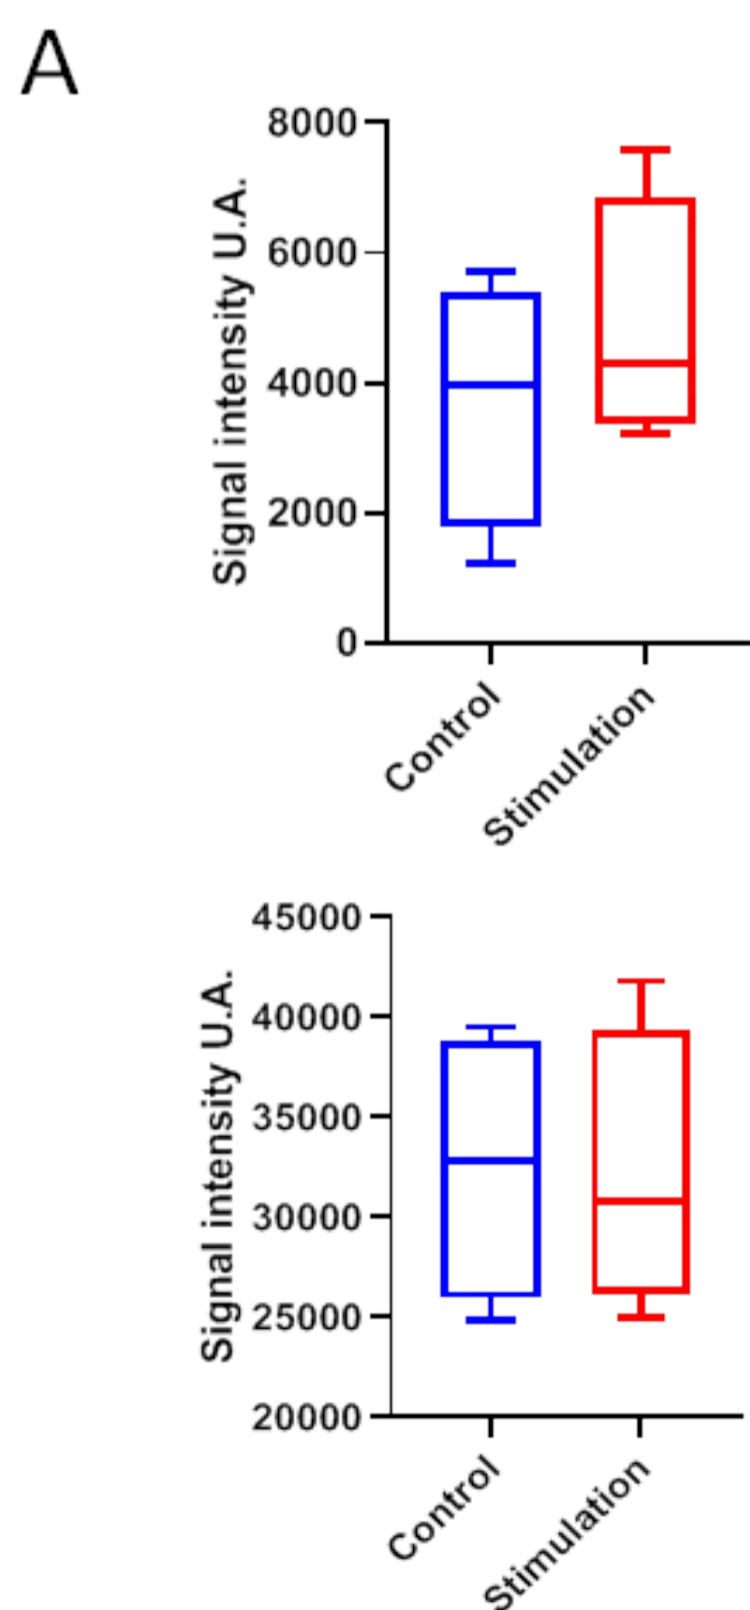 A
8000
6000
4000
2000
0
Signal intensity U.A.
Control
Stimulation
45000
40000
35000
30000
25000
20000
Signal intensity U.A.
Control
Stimulation